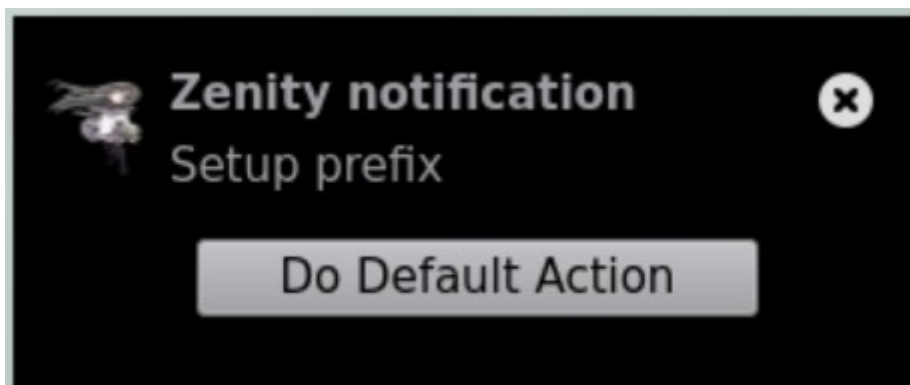 Zenity notification
Setup prefix
Do Default Action